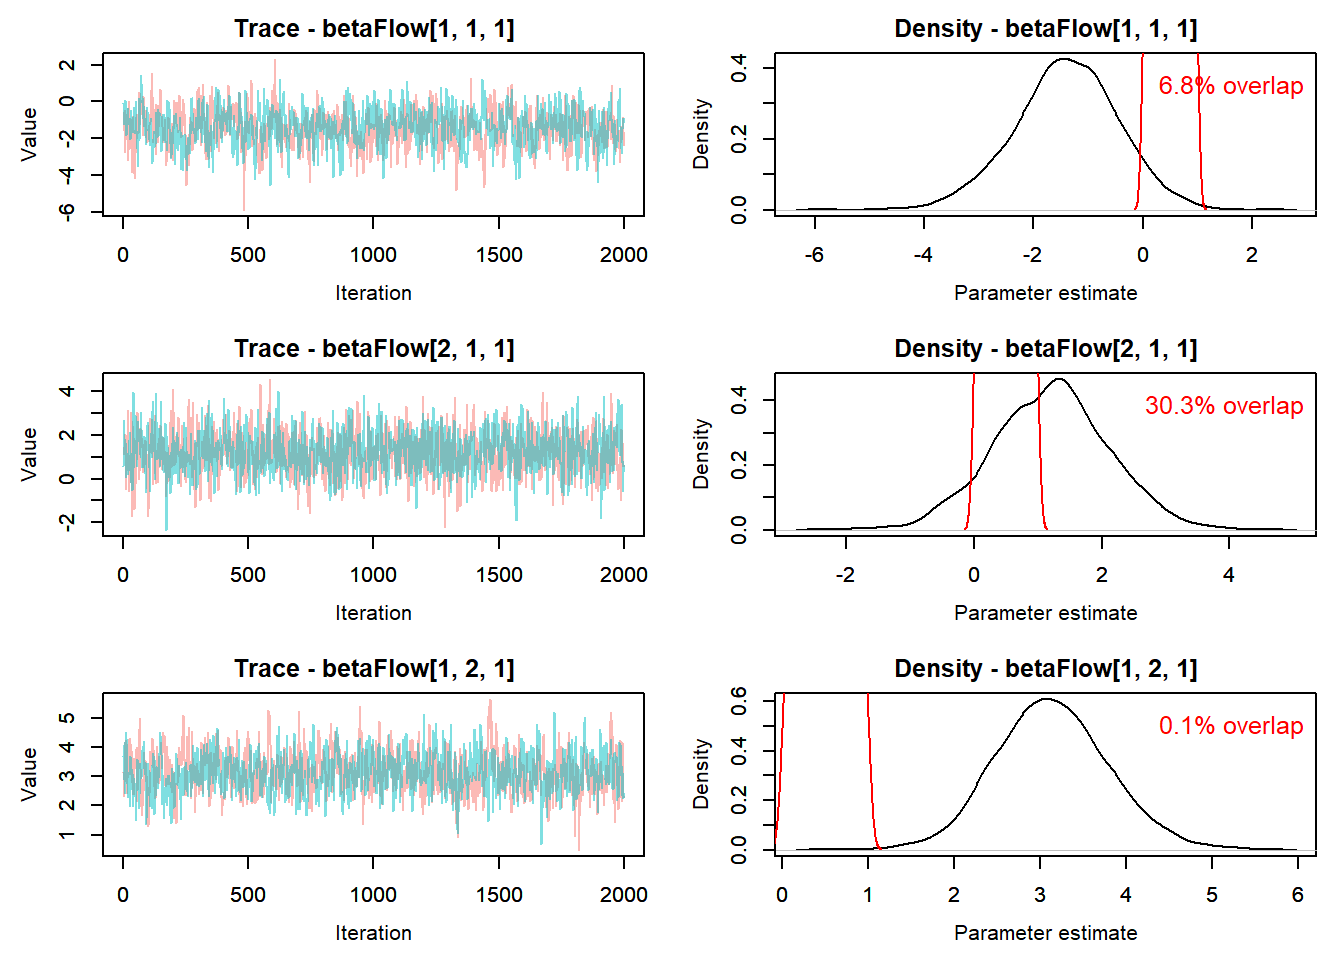 Trace - betaFlow[1, 1, 1]
Value
2
0
-2
-4
-6
0 500 1000 1500 2000
Iteration
Density - betaFlow[1, 1, 1]
Density
0.4
0.2
0.0
6.8% overlap
-6 -4 -2 0 2
Parameter estimate
Trace - betaFlow[2, 1, 1]
Value
4
2
0
-2
0 500 1000 1500 2000
Iteration
Density - betaFlow[2, 1, 1]
Density
0.4
0.2
0.0
30.3% overlap
-2 0 2 4
Parameter estimate
Trace - betaFlow[1, 2, 1]
Value
5
4
3
2
1
0 500 1000 1500 2000
Iteration
Density - betaFlow[1, 2, 1]
Density
0.6
0.4
0.2
0.0
0.1% overlap
0 1 2 3 4 5 6
Parameter estimate